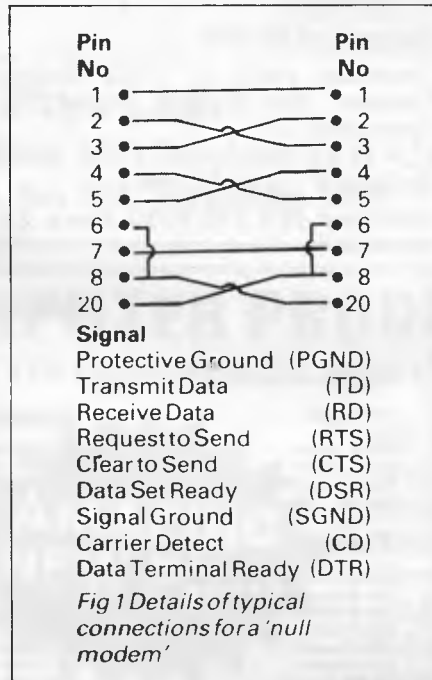 Pin Pin
No No
1 1
2 2
3 3
4 4
5 5
6 6
7 7
8 8
20 20
Signal
Protective Ground (PGND)
Transmit Data (TD)
Receive Data (RD)
Request to Send (RTS)
Clear to Send (CTS)
Data Set Ready (DSR)
Signal Ground (SGND)
Carrier Detect (CD)
Data Terminal Ready (DTR)
Fig 1 Details of typical
connections for a 'null
modem'